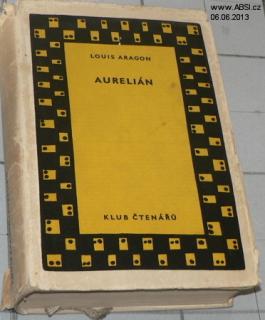 www.ABSI.cz
06.06.2013
LOUIS ARAGON
AURELIÁN
KLUB ČTENÁŘŮ